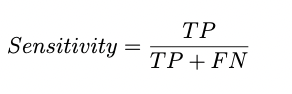 Sensitivity = TP / TP + FN